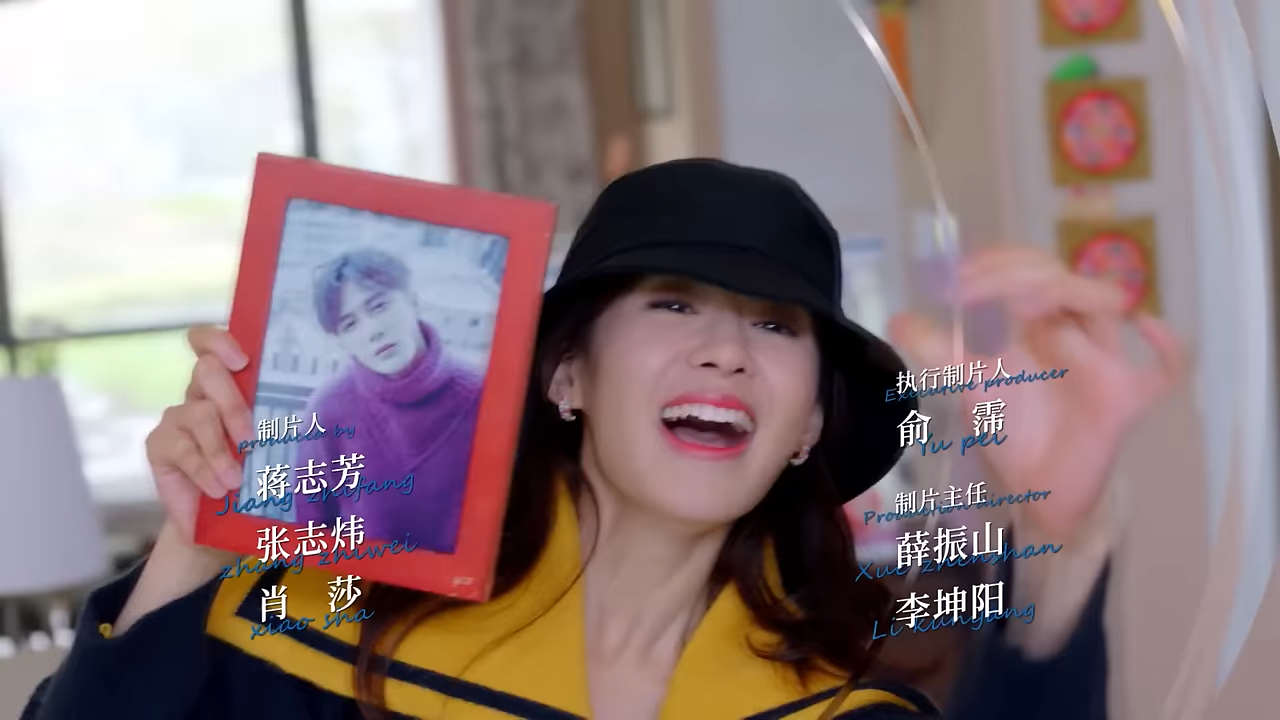 制片人
produced by
蒋志芳
Jiang zhifang
张志炜
zhang zhiwei
肖 莎
xiao sha
执行制片人
Executive producer
俞 霈
Yu pei
制片主任
Production director
薛振山
Xue zhenshan
李坤阳
Li kunyang